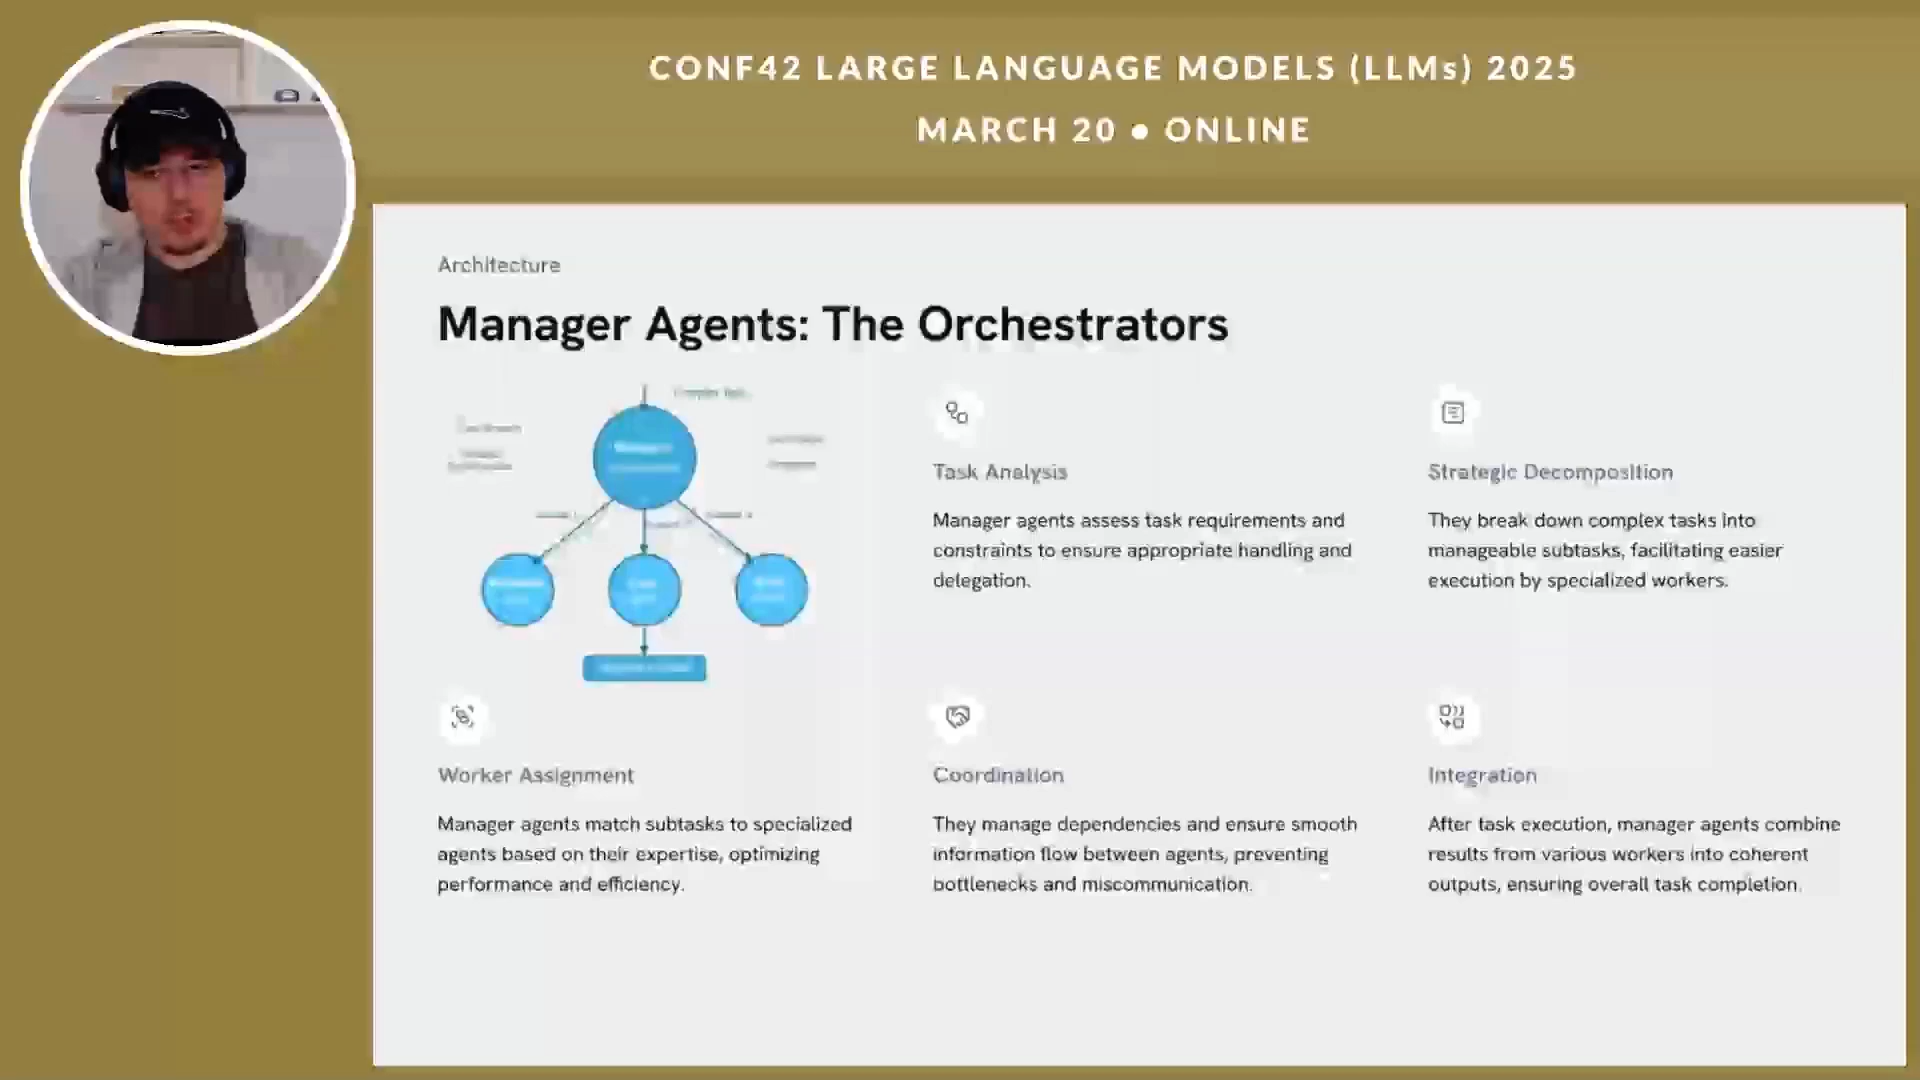 CONF42 LARGE LANGUAGE MODELS (LLMs) 2025
MARCH 20 ● ONLINE
Architecture
Manager Agents: The Orchestrators
Task Analysis
Manager agents assess task requirements and
constraints to ensure appropriate handling and
delegation.
Strategic Decomposition
They break down complex tasks into
manageable subtasks, facilitating easier
execution by specialized workers.
Worker Assignment
Manager agents match subtasks to specialized
agents based on their expertise, optimizing
performance and efficiency.
Coordination
They manage dependencies and ensure smooth
information flow between agents, preventing
bottlenecks and miscommunication.
Integration
After task execution, manager agents combine
results from various workers into coherent
outputs, ensuring overall task completion.